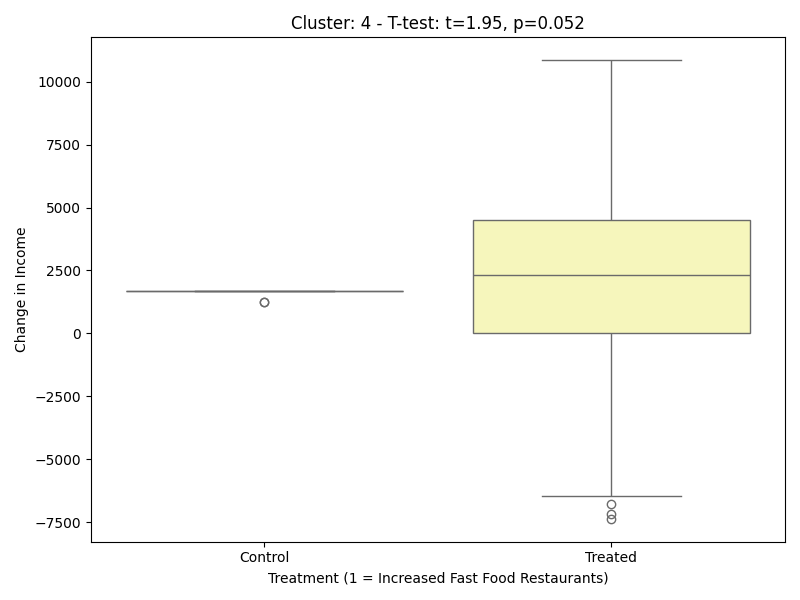 Cluster: 4 - T-test: t=1.95, p=0.052
10000
7500
5000
2500
0
−2500
−5000
−7500
Change in Income
Control
Treated
Treatment (1 = Increased Fast Food Restaurants)